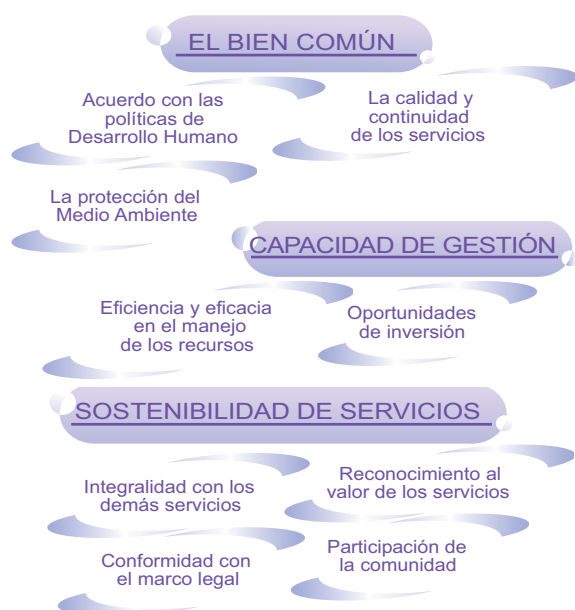 EL BIEN COMÚN
Acuerdo con las
políticas de
Desarrollo Humano
La calidad y
continuidad
de los servicios
La protección del
Medio Ambiente
CAPACIDAD DE GESTIÓN
Eficiencia y eficacia
en el manejo
de los recursos
Oportunidades
de inversión
SOSTENIBILIDAD DE SERVICIOS
Integralidad con los
demás servicios
Reconocimiento al
valor de los servicios
Conformidad con
el marco legal
Participación de
la comunidad